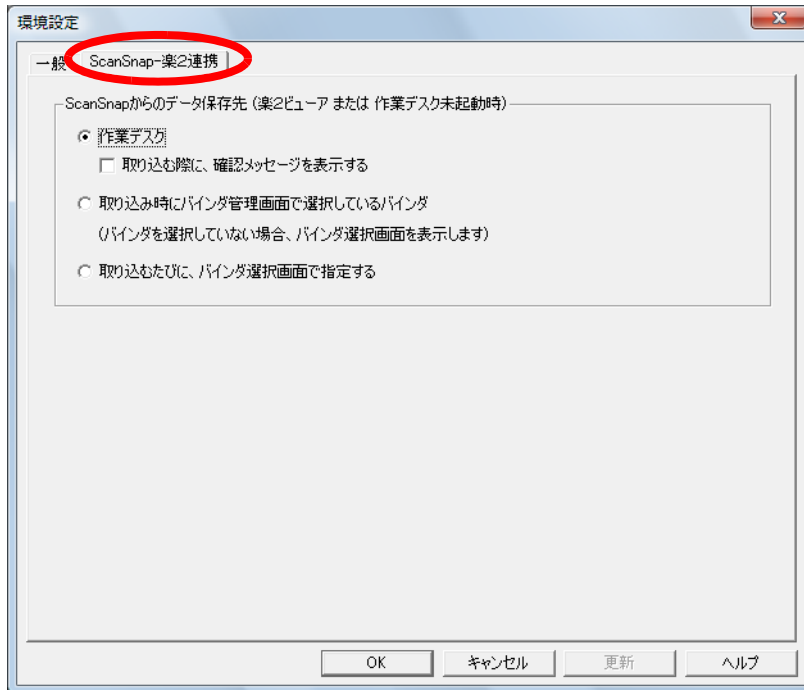 環境設定
一般
ScanSnap-楽2連携
ScanSnapからのデータ保存先 (楽2ビューア または 作業デスク未起動時)
作業デスク
取り込む際に、確認メッセージを表示する
取り込み時にバインダ管理画面で選択しているバインダ
(バインダを選択していない場合、バインダ選択画面を表示します)
取り込むたびに、バインダ選択画面で指定する
OK
キャンセル
更新
ヘルプ